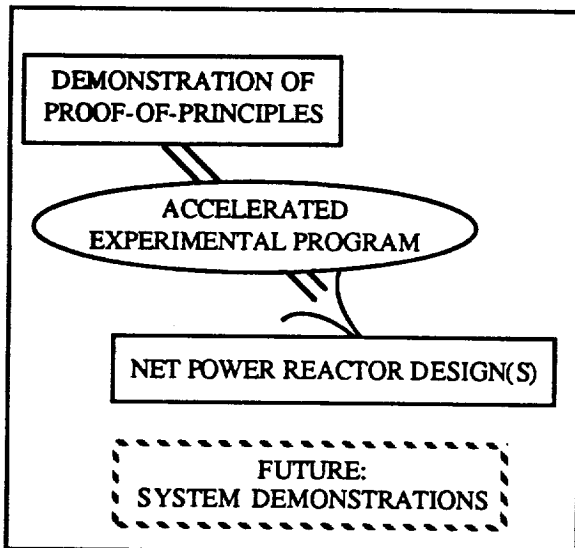 DEMONSTRATION OF
PROOF-OF-PRINCIPLES
ACCELERATED
EXPERIMENTAL PROGRAM
NET POWER REACTOR DESIGN(S)
FUTURE:
SYSTEM DEMONSTRATIONS